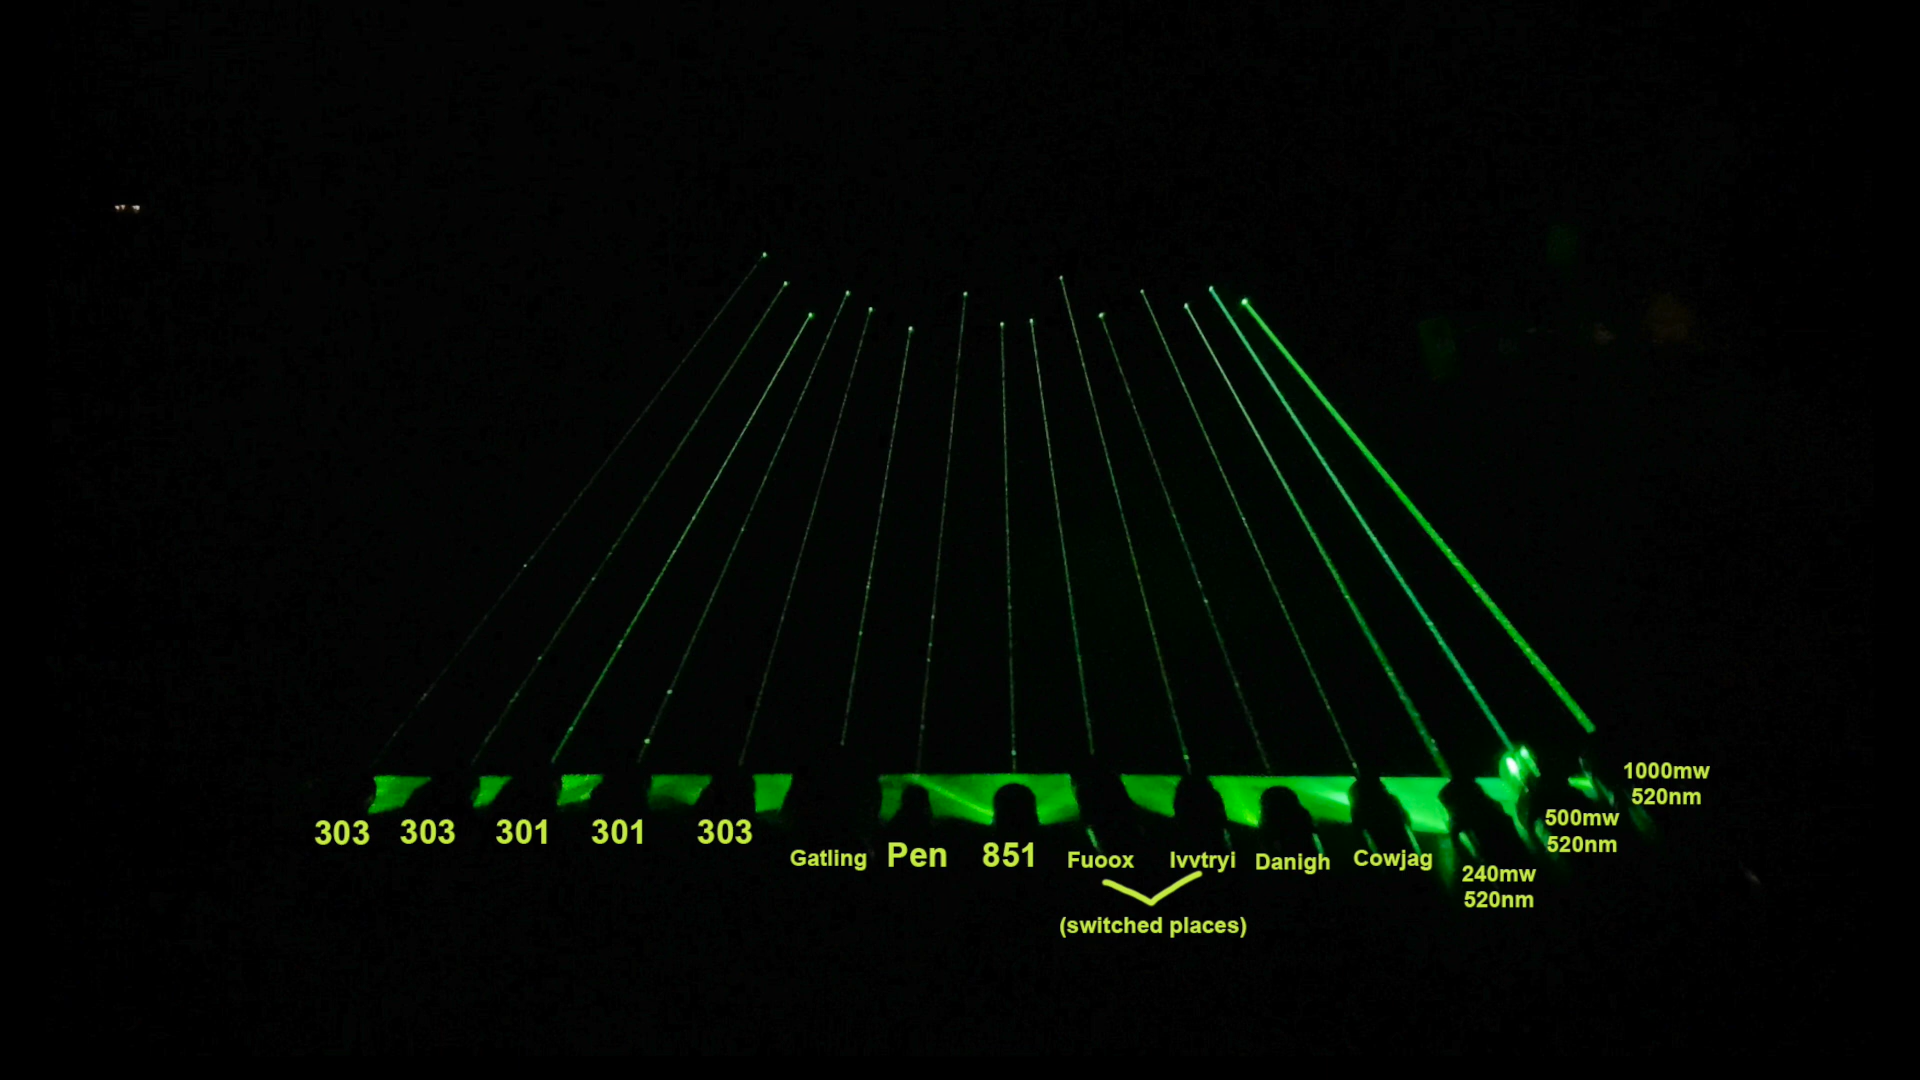 303 303 301 301 303
Gatling Pen 851 Fuoox Ivvtryi Danigh Cowjag
(switched places)
240mw
520nm
500mw
520nm
1000mw
520nm